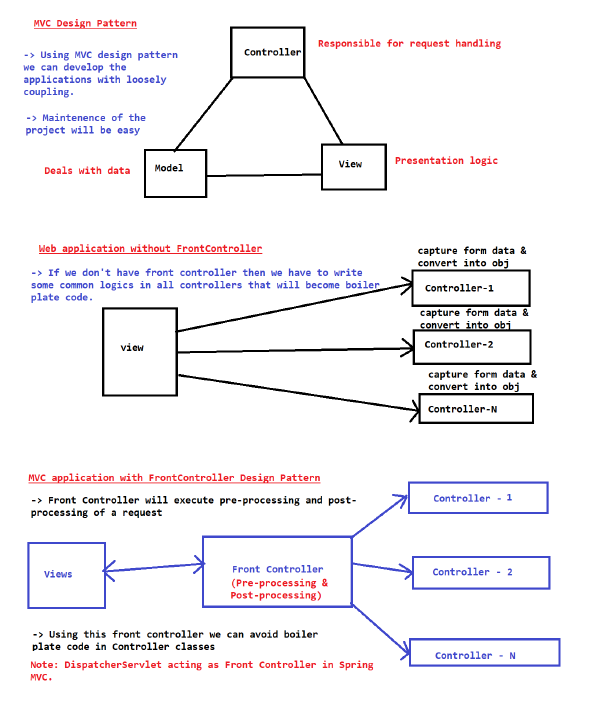 MVC Design Pattern
-> Using MVC design pattern
we can develop the
applications with loosely
coupling.
-> Maintenence of the
project will be easy
Controller
Responsible for request handling
Deals with data
Model
View
Presentation logic
Web application without FrontController
-> If we don't have front controller then we have to write
some common logics in all controllers that will become boiler
plate code.
view
capture form data &
convert into obj
Controller-1
capture form data &
convert into obj
Controller-2
capture form data &
convert into obj
Controller-N
MVC application with FrontController Design Pattern
-> Front Controller will execute pre-processing and post-
processing of a request
Views
Front Controller
(Pre-processing &
Post-processing)
Controller - 1
Controller - 2
Controller - N
-> Using this front controller we can avoid boiler
plate code in Controller classes
Note: DispatcherServlet acting as Front Controller in Spring
MVC.